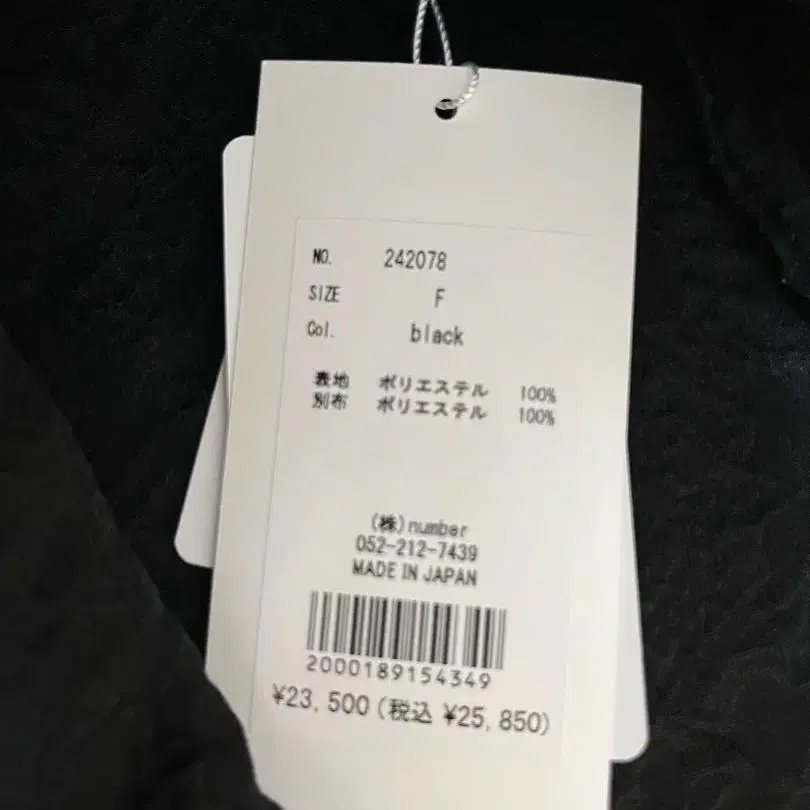 NO. 242078
SIZE F
Col. black
表地 ポリエステル 100%
別布 ポリエステル 100%
(株)number
052-212-7439
MADE IN JAPAN
2000189154349
¥23,500(税込 ¥25,850)